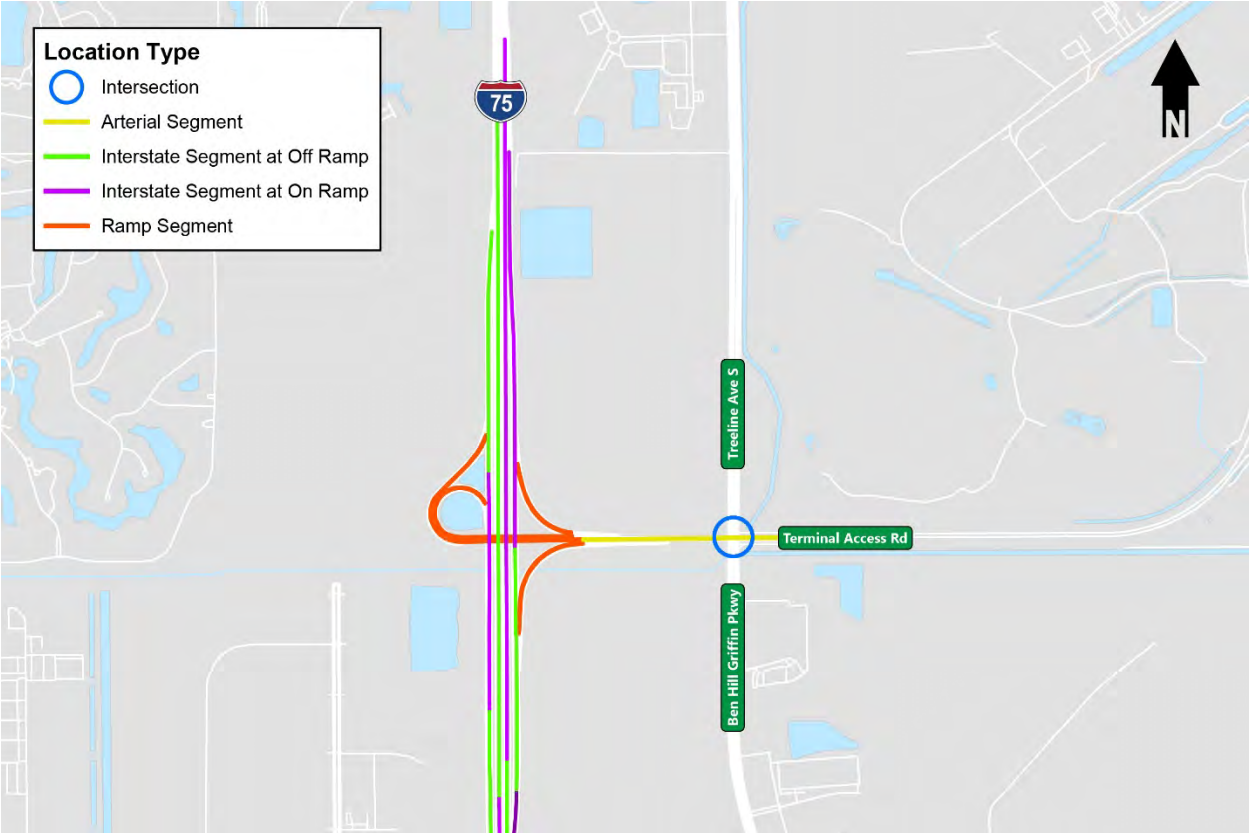 Location Type
Intersection
Arterial Segment
Interstate Segment at Off Ramp
Interstate Segment at On Ramp
Ramp Segment
75
N
Treeline Ave S
Terminal Access Rd
Ben Hill Griffin Pkwy